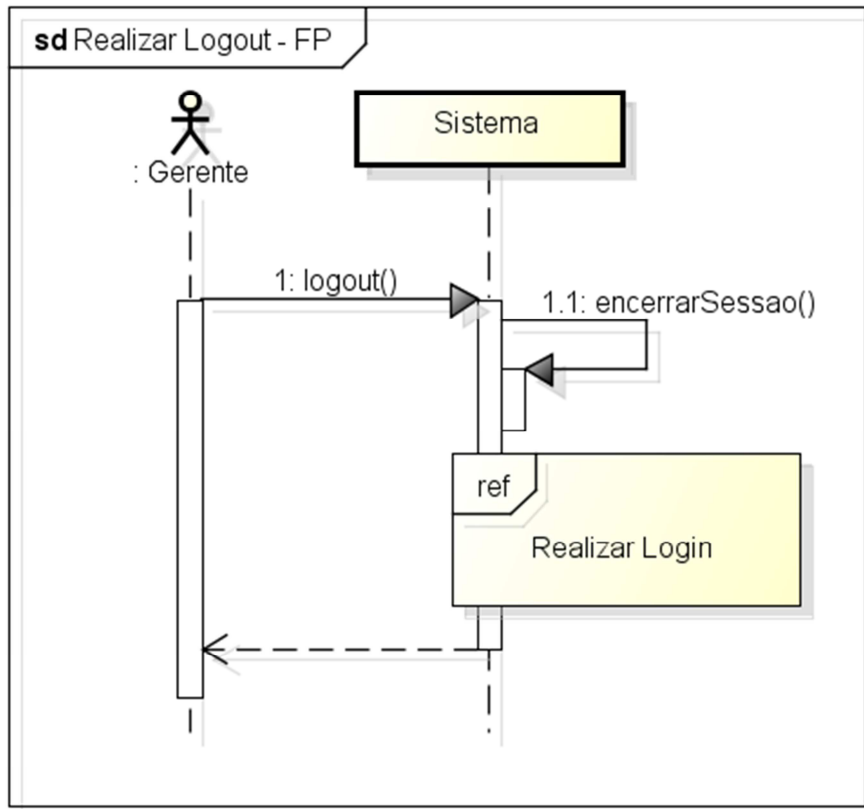 sd Realizar Logout - FP
Sistema
: Gerente
1: logout()
1.1: encerrarSessao()
ref
Realizar Login